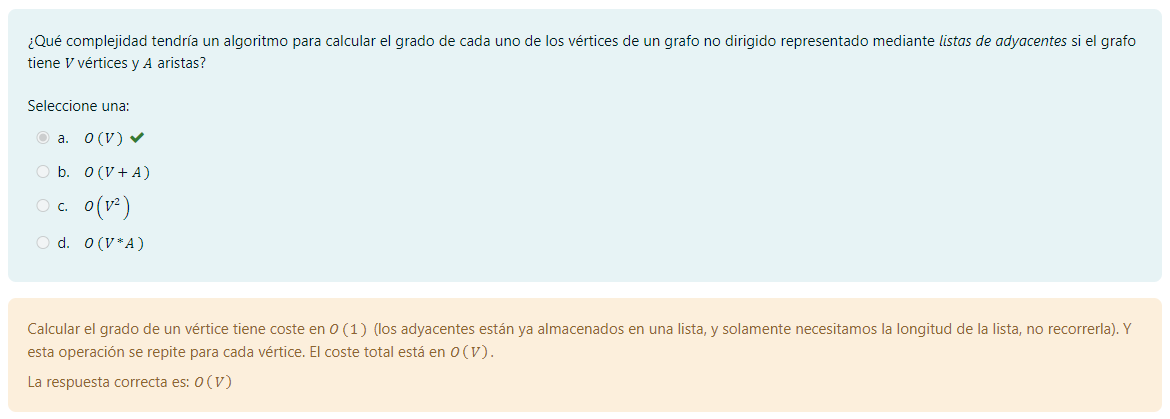 ¿Qué complejidad tendría un algoritmo para calcular el grado de cada uno de los vértices de un grafo no dirigido representado mediante listas de adyacentes si el grafo
tiene V vértices y A aristas?
Seleccione una:
a. O (V) ✔
b. O (V + A)
c. O(V²)
d. O (V * A)
Calcular el grado de un vértice tiene coste en O (1) (los adyacentes están ya almacenados en una lista, y solamente necesitamos la longitud de la lista, no recorrerla). Y
esta operación se repite para cada vértice. El coste total está en O (V).
La respuesta correcta es: O (V)